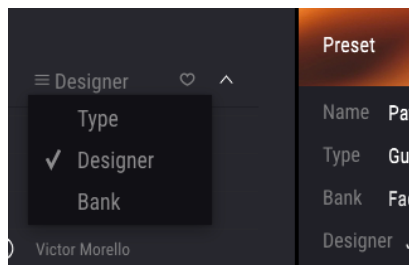 Designer
Type
Designer
Bank
Victor Morello
Preset
Name
Type
Bank
Designer